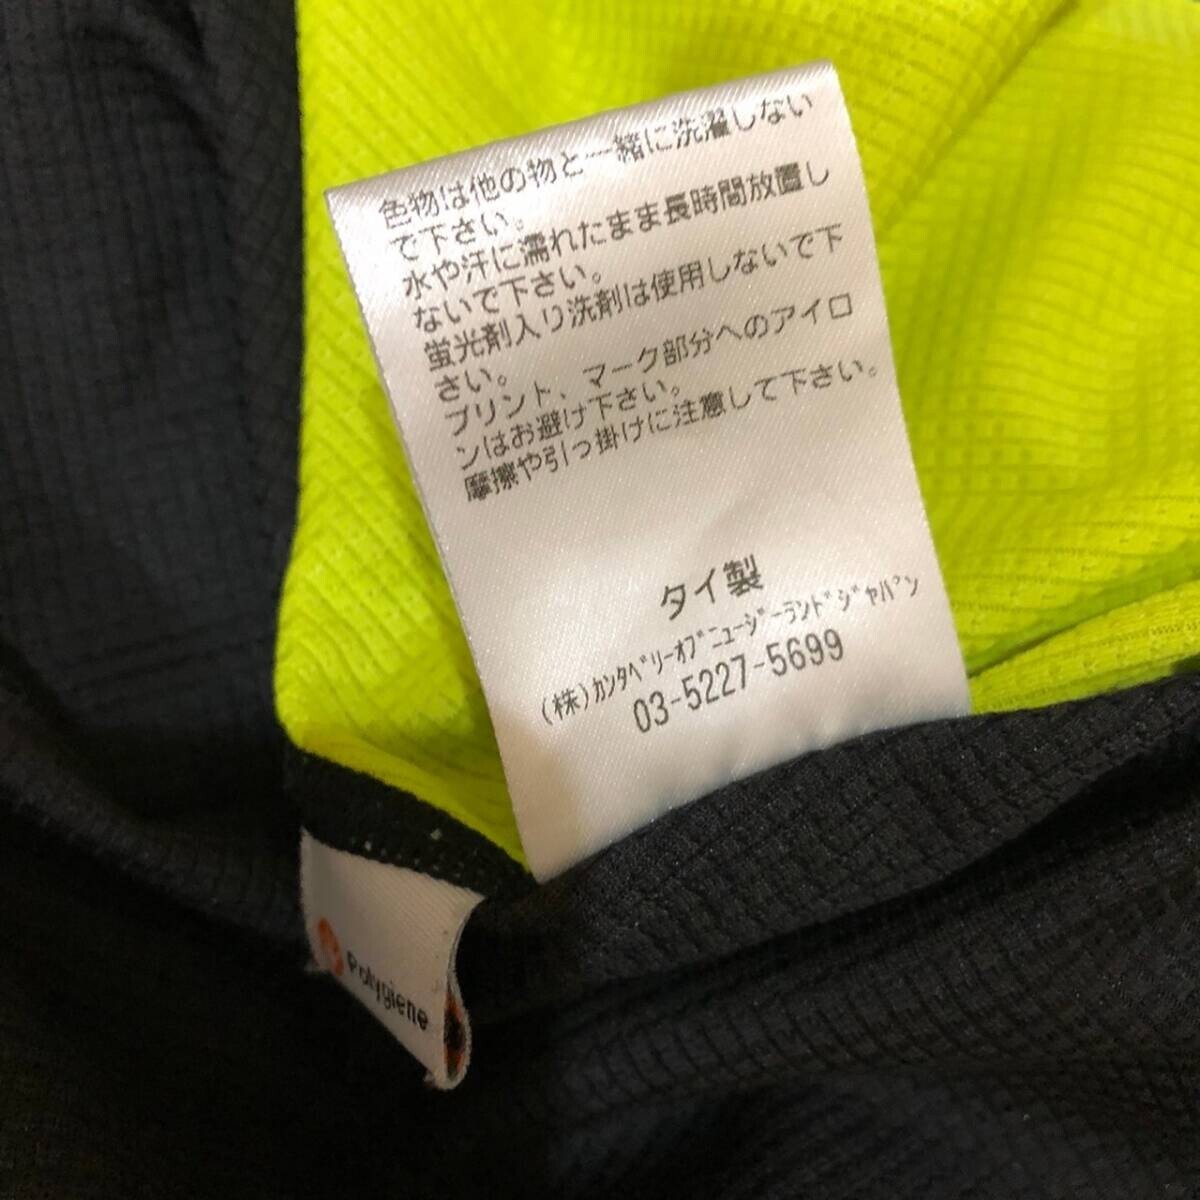 色物は他の物と一緒に洗濯しない
で下さい。
水や汗に濡れたまま長時間放置し
ないで下さい。
蛍光剤入り洗剤は使用しないで下
さい。
プリント、マーク部分へのアイロ
ンはお避け下さい。
摩擦や引っ掛けに注意して下さい。
タイ製
(株)ｶﾝﾀﾍﾞﾘｰｵﾌﾞﾆｭｰｼﾞｰﾗﾝﾄﾞｼﾞｬﾊﾟﾝ
03-5227-5699
Polygiene